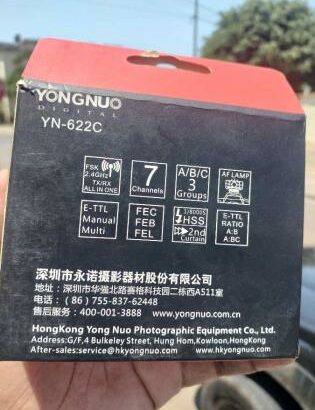 YONGNUO
DIGITAL
YN-622C
FSK
2.4GHz
TX/RX
ALL IN ONE
7
Channels
A/B/C
3
Groups
AF LAMP
E-TTL
Manual
Multi
FEC
FEB
FEL
1/8000S
HSS
2nd
Curtain
E-TTL
RATIO
A:B
A:BC
深圳市永诺摄影器材股份有限公司
地址：深圳市华强北路赛格科技园二栋西A511室
电话：(86) 755-837-62448
售后服务：400-001-3888 www.yongnuo.com.cn
HongKong Yong Nuo Photographic Equipment Co., Ltd.
Address:G/F,4 Bulkeley Street, Hung Hom,Kowloon,HongKong
After-sales:service@hkyongnuo.com www.hkyongnuo.com